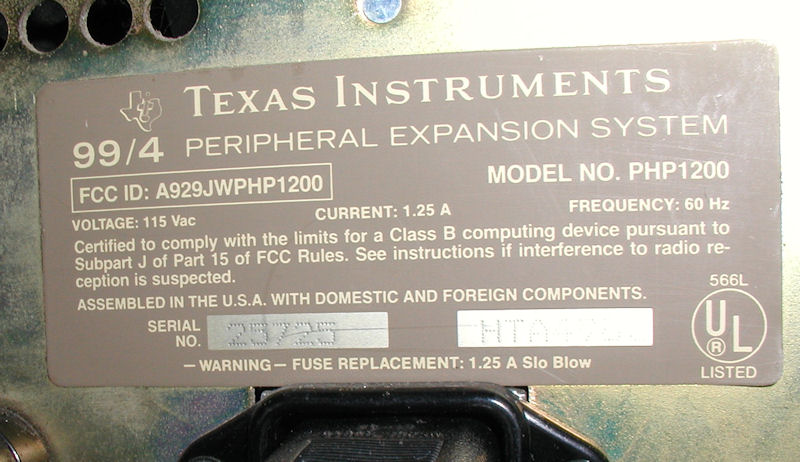 TEXAS INSTRUMENTS
99/4 PERIPHERAL EXPANSION SYSTEM
FCC ID: A929JWPHP1200 MODEL NO. PHP1200
VOLTAGE: 115 Vac CURRENT: 1.25 A FREQUENCY: 60 Hz
Certified to comply with the limits for a Class B computing device pursuant to
Subpart J of Part 15 of FCC Rules. See instructions if interference to radio re-
ception is suspected.
ASSEMBLED IN THE U.S.A. WITH DOMESTIC AND FOREIGN COMPONENTS.
566L
UL
®
LISTED
SERIAL
NO. 23725
— WARNING — FUSE REPLACEMENT: 1.25 A Slo Blow